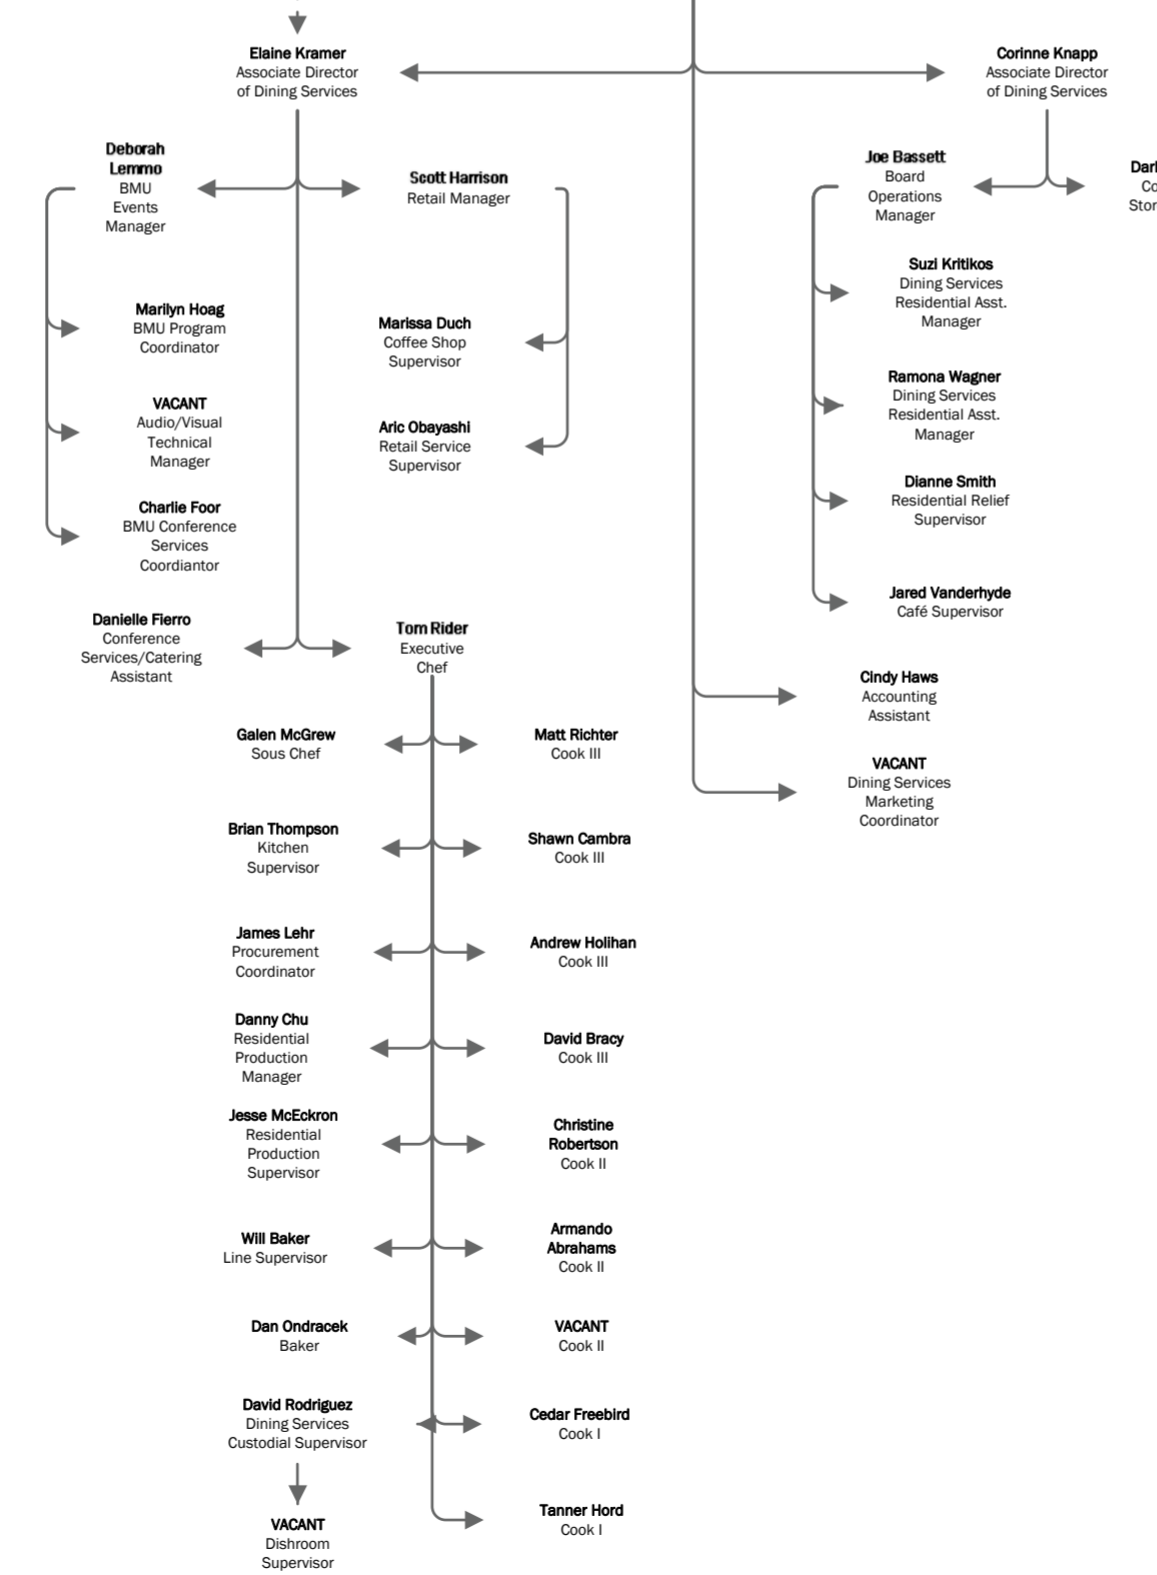 Elaine Kramer
Associate Director
of Dining Services
Corinne Knapp
Associate Director
of Dining Services
Deborah
Lemmo
BMU
Events
Manager
Scott Harrison
Retail Manager
Joe Bassett
Board
Operations
Manager
Darl
Co
Stor
Suzi Kritikos
Dining Services
Residential Asst.
Manager
Marilyn Hoag
BMU Program
Coordinator
Marissa Duch
Coffee Shop
Supervisor
Ramona Wagner
Dining Services
Residential Asst.
Manager
VACANT
Audio/Visual
Technical
Manager
Aric Obayashi
Retail Service
Supervisor
Dianne Smith
Residential Relief
Supervisor
Charlie Foor
BMU Conference
Services
Coordiantor
Jared Vanderhyde
Café Supervisor
Danielle Fierro
Conference
Services/Catering
Assistant
Tom Rider
Executive
Chef
Cindy Haws
Accounting
Assistant
Galen McGrew
Sous Chef
Matt Richter
Cook III
VACANT
Dining Services
Marketing
Coordinator
Brian Thompson
Kitchen
Supervisor
Shawn Cambra
Cook III
James Lehr
Procurement
Coordinator
Andrew Holihan
Cook III
Danny Chu
Residential
Production
Manager
David Bracy
Cook III
Jesse McEckron
Residential
Production
Supervisor
Christine
Robertson
Cook II
Will Baker
Line Supervisor
Armando
Abrahams
Cook II
Dan Ondracek
Baker
VACANT
Cook II
David Rodriguez
Dining Services
Custodial Supervisor
Cedar Freebird
Cook I
VACANT
Dishroom
Supervisor
Tanner Hord
Cook I